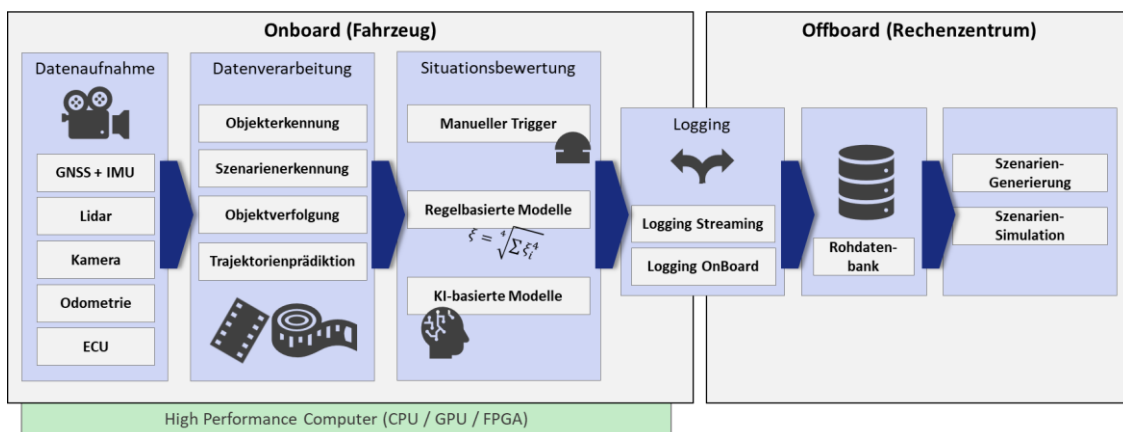 Onboard (Fahrzeug)
Offboard (Rechenzentrum)
Datenaufnahme
GNSS + IMU
Lidar
Kamera
Odometrie
ECU
Datenverarbeitung
Objekterkennung
Szenarienerkennung
Objektverfolgung
Trajektorienprädiktion
Situationsbewertung
Manueller Trigger
Regelbasierte Modelle
ξ = ∜(Σ ξᵢ⁴)
KI-basierte Modelle
Logging
Logging Streaming
Logging OnBoard
Rohdaten-
bank
Szenarien-
Generierung
Szenarien-
Simulation
High Performance Computer (CPU / GPU / FPGA)